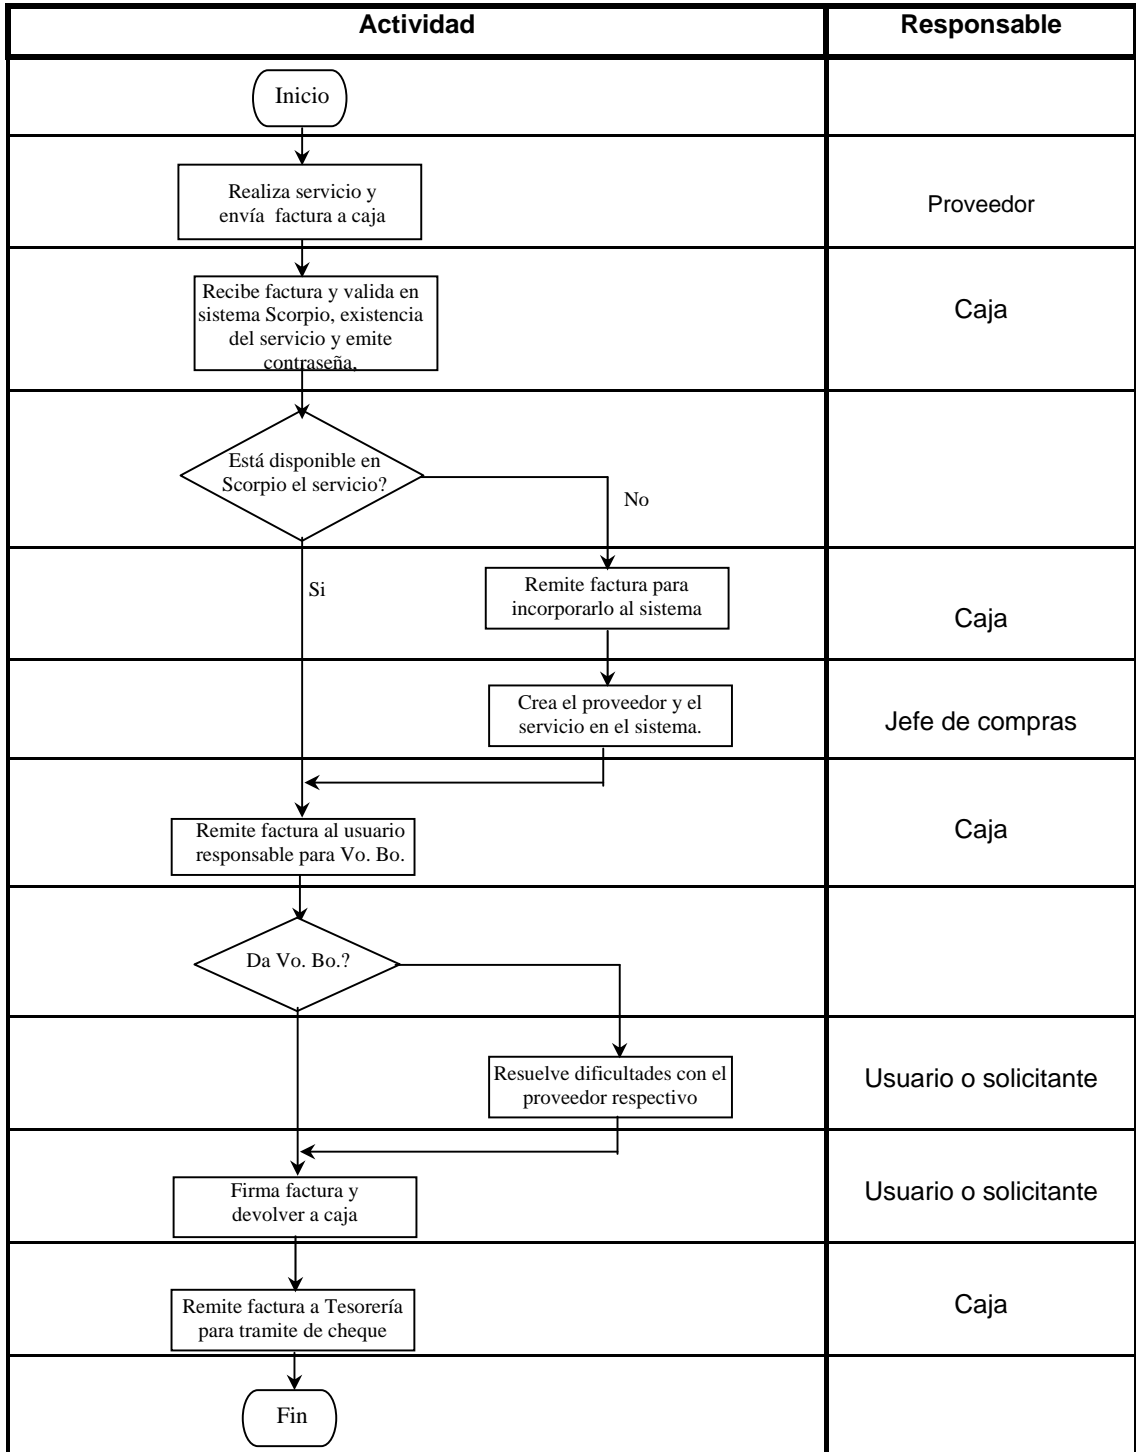 Actividad
Responsable
Inicio
Realiza servicio y
envía factura a caja
Proveedor
Recibe factura y valida en
sistema Scorpio, existencia
del servicio y emite
contraseña,
Caja
Está disponible en
Scorpio el servicio?
No
Si
Remite factura para
incorporarlo al sistema
Caja
Crea el proveedor y el
servicio en el sistema.
Jefe de compras
Remite factura al usuario
responsable para Vo. Bo.
Caja
Da Vo. Bo.?
Resuelve dificultades con el
proveedor respectivo
Usuario o solicitante
Firma factura y
devolver a caja
Usuario o solicitante
Remite factura a Tesorería
para tramite de cheque
Caja
Fin